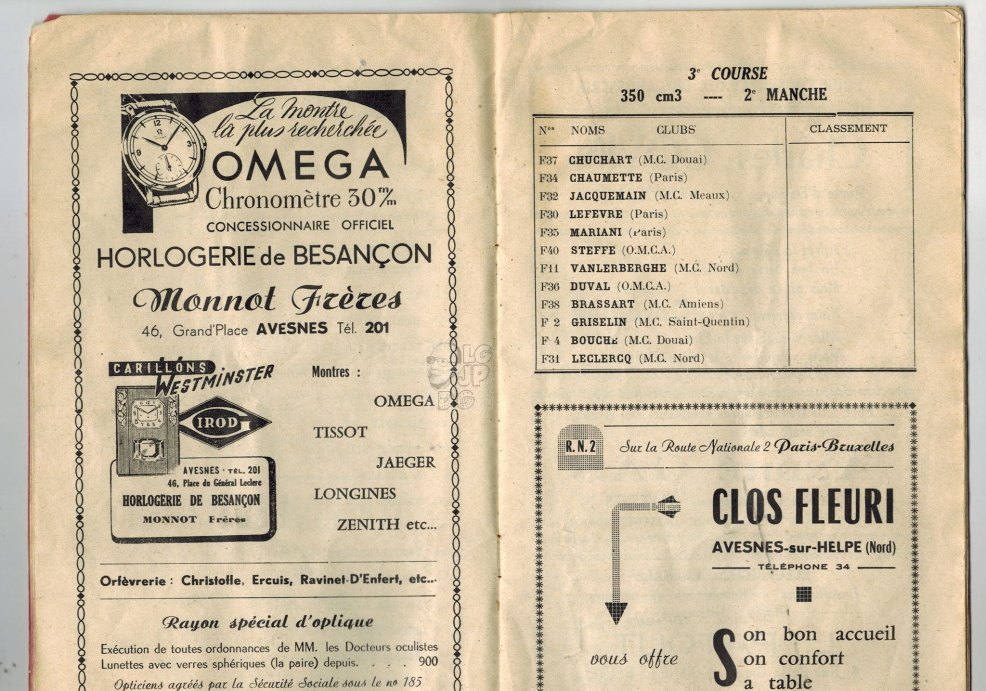 La Montre
la plus recherchée
OMEGA
Chronomètre 30 m/m
CONCESSIONNAIRE OFFICIEL
HORLOGERIE de BESANÇON
Monnot Frères
46, Grand'Place AVESNES Tél. 201
CARILLONS
WESTMINSTER
IROD
AVESNES - TÉL. 201
46, Place du Général Leclerc
HORLOGERIE DE BESANÇON
MONNOT Frères
Montres :
OMEGA
TISSOT
JAEGER
LONGINES
ZENITH etc...
Orfèvrerie : Christofle, Ercuis, Ravinet-D'Enfert, etc...
Rayon spécial d'optique
Exécution de toutes ordonnances de MM. les Docteurs oculistes
Lunettes avec verres sphériques (la paire) depuis. . . . 900
Opticiens agréés par la Sécurité Sociale sous le nº 185
3e COURSE
350 cm3 ---- 2e MANCHE
Nos NOMS CLUBS CLASSEMENT
F37 CHUCHART (M.C. Douai)
F34 CHAUMETTE (Paris)
F32 JACQUEMAIN (M.C. Meaux)
F30 LEFEVRE (Paris)
F35 MARIANI (Paris)
F40 STEFFE (O.M.C.A.)
F11 VANLERBERGHE (M.C. Nord)
F36 DUVAL (O.M.C.A.)
F38 BRASSART (M.C. Amiens)
F 2 GRISELIN (M.C. Saint-Quentin)
F 4 BOUCHE (M.C. Douai)
F31 LECLERCQ (M.C. Nord)
R.N.2 Sur la Route Nationale 2 Paris-Bruxelles
CLOS FLEURI
AVESNES-sur-HELPE (Nord)
TÉLÉPHONE 34
vous offre
Son bon accueil
on confort
a table